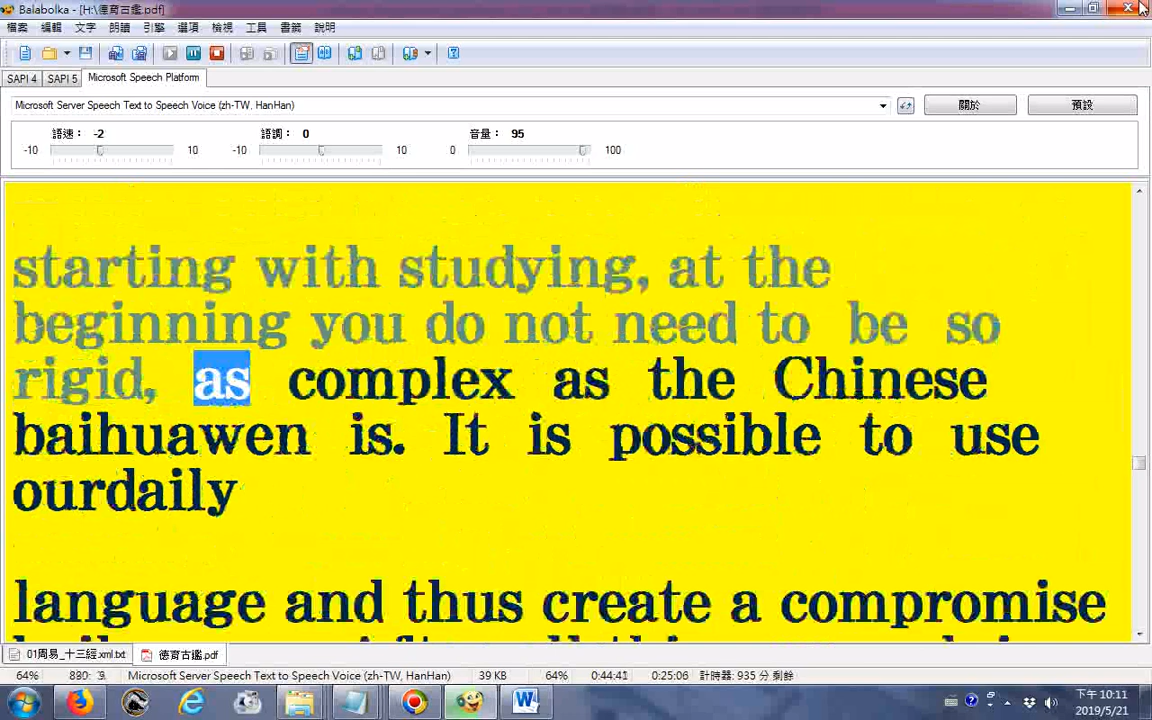 Balabolka - [H:\德育古鑑.pdf]
檔案 編輯 文字 朗讀 引擎 選項 檢視 工具 書籤 說明
SAPI 4 SAPI 5 Microsoft Speech Platform
Microsoft Server Speech Text to Speech Voice (zh-TW, HanHan) 關於 預設
語速： -2 語調： 0 音量： 95
-10 10 -10 10 0 100
starting with studying, at the
beginning you do not need to be so
rigid, as complex as the Chinese
baihuawen is. It is possible to use
ourdaily
language and thus create a compromise
01周易_十三經.xml.txt 德育古鑑.pdf
64% Microsoft Server Speech Text to Speech Voice (zh-TW, HanHan) 39 KB 64% 0:44:41 0:25:06 計時器： 935 分 剩餘
下午 10:11
2019/5/21